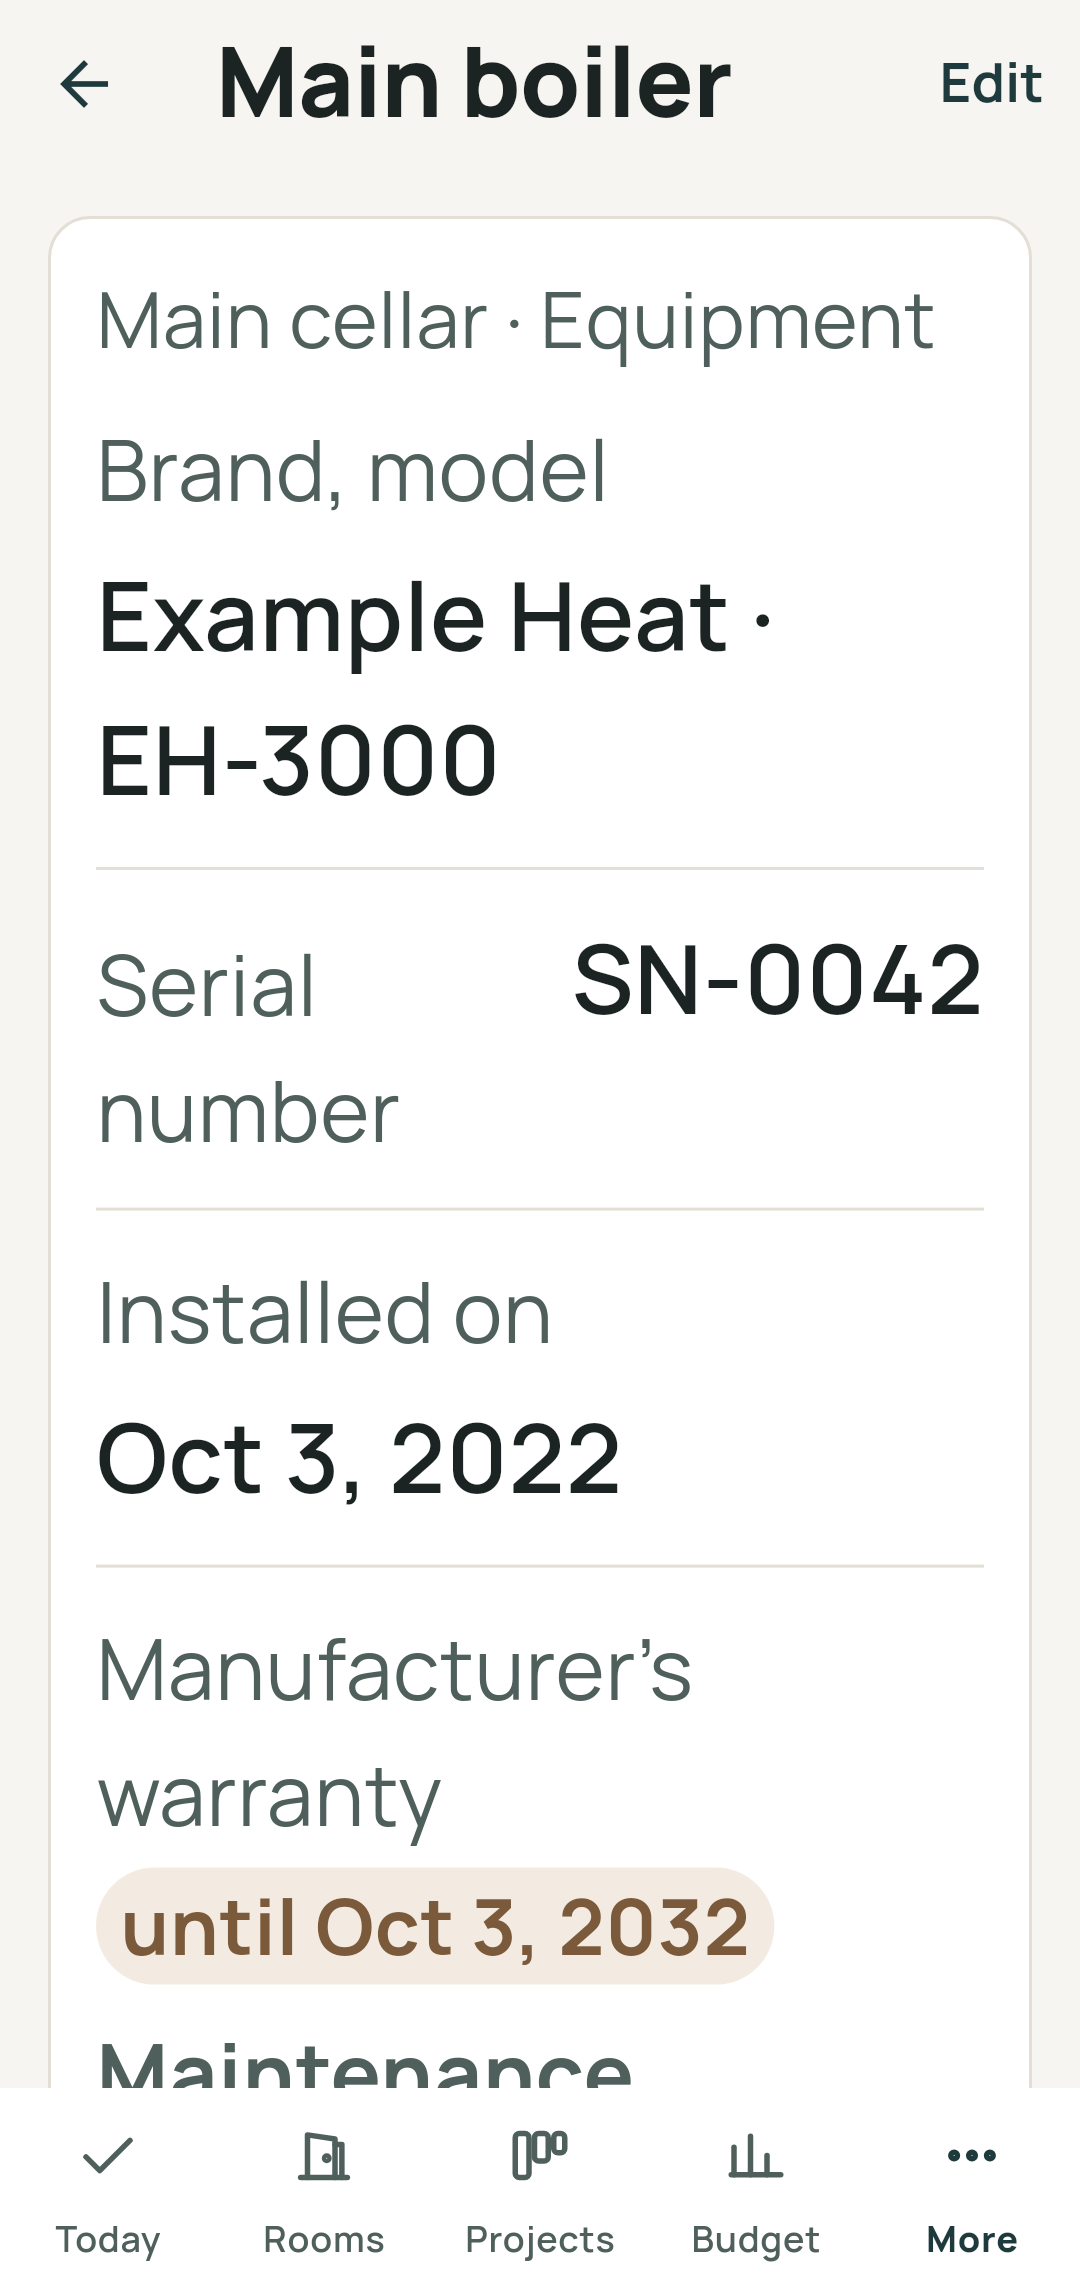 Main boiler
Edit
Main cellar · Equipment
Brand, model
Example Heat ·
EH-3000
Serial
number
SN-0042
Installed on
Oct 3, 2022
Manufacturer’s
warranty
until Oct 3, 2032
Maintenance
Today
Rooms
Projects
Budget
More